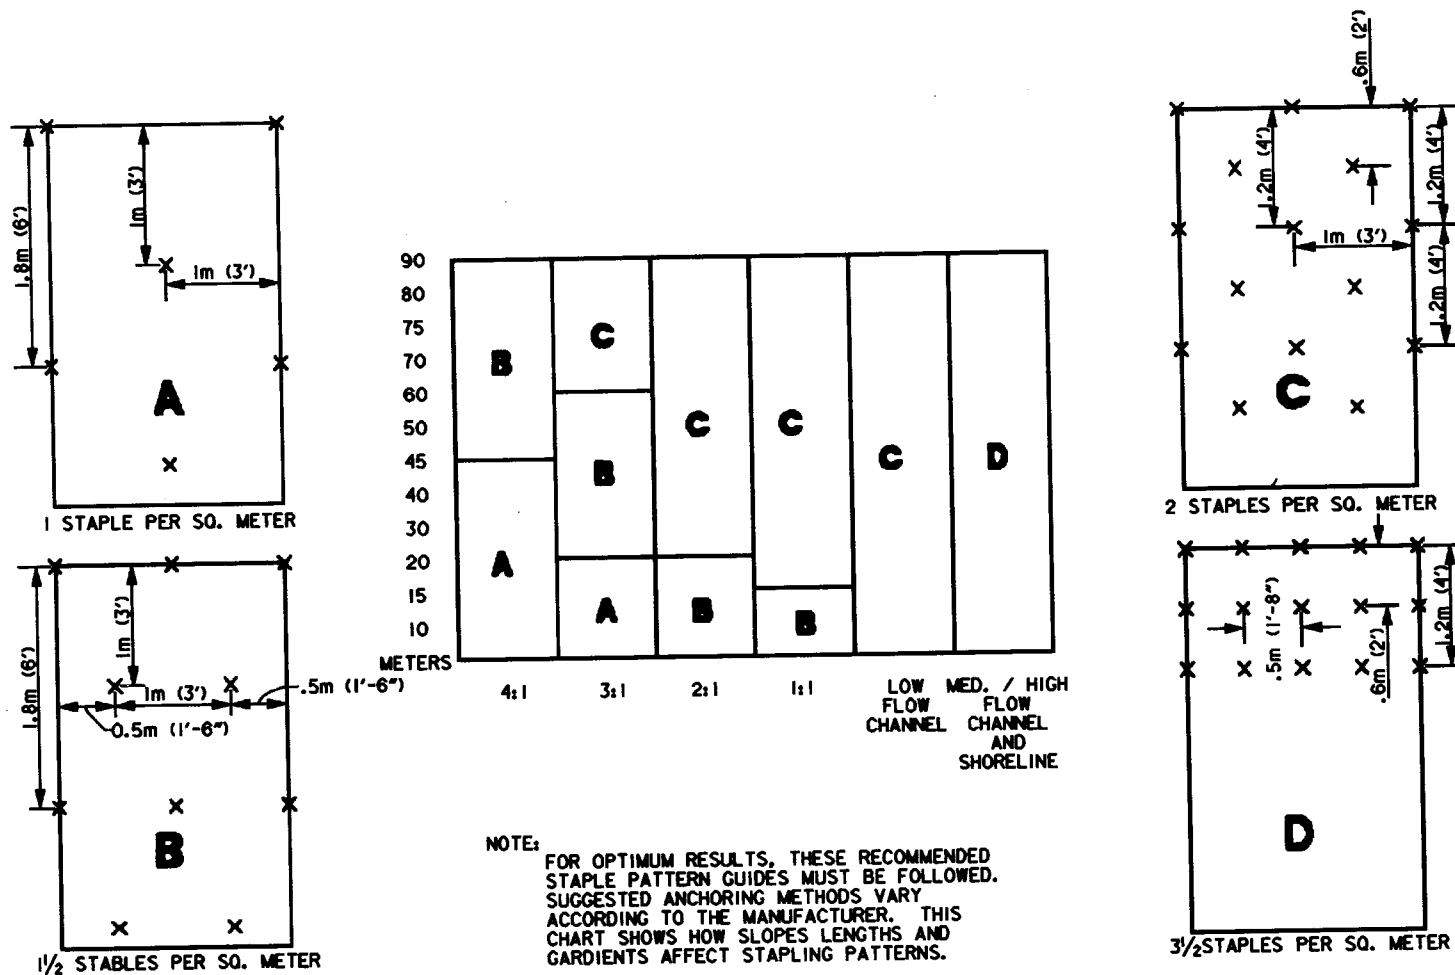 1.8m (6')
1m (3')
1m (3')
A
1 STAPLE PER SQ. METER
1.8m (6')
1m (3')
1m (3')
.5m (1'-6")
0.5m (1'-6")
B
1½ STABLES PER SQ. METER
90
80
75
70
60
50
45
40
30
20
15
10
METERS
B
A
C
B
A
C
B
C
B
C
D
4:1
3:1
2:1
1:1
LOW
FLOW
CHANNEL
MED. / HIGH
FLOW
CHANNEL
AND
SHORELINE
NOTE:
FOR OPTIMUM RESULTS, THESE RECOMMENDED
STAPLE PATTERN GUIDES MUST BE FOLLOWED.
SUGGESTED ANCHORING METHODS VARY
ACCORDING TO THE MANUFACTURER. THIS
CHART SHOWS HOW SLOPES LENGTHS AND
GARDIENTS AFFECT STAPLING PATTERNS.
.6m (2')
1.2m (4')
1.2m (4')
1m (3')
1.2m (4')
C
2 STAPLES PER SQ. METER
.5m (1'-8")
.6m (2')
1.2m (4')
D
3½STAPLES PER SQ. METER